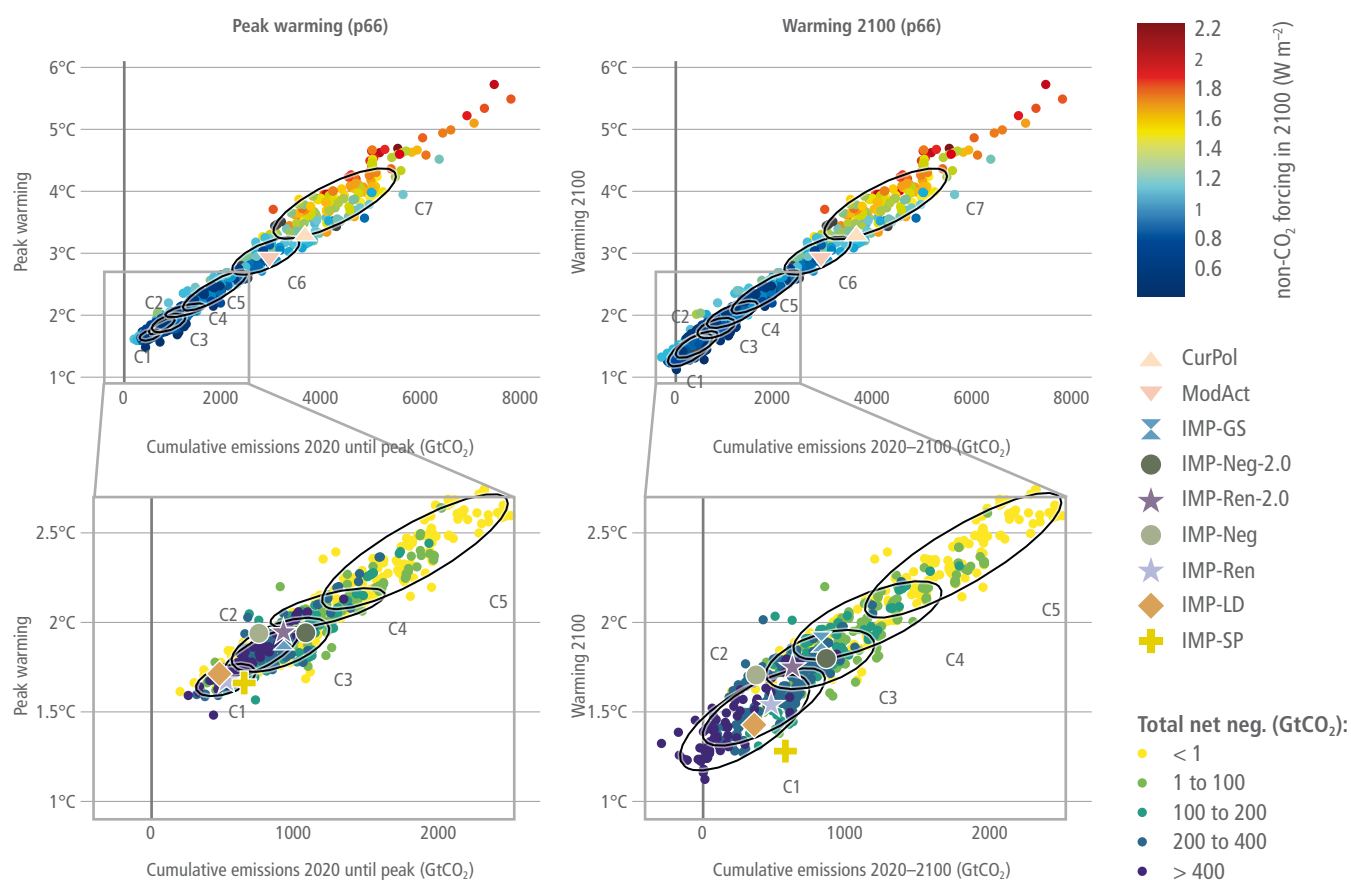 Peak warming (p66)
Peak warming
6°C
5°C
4°C
3°C
2°C
1°C
C7
C6
C5
C2
C4
C3
C1
0 2000 4000 6000 8000
Cumulative emissions 2020 until peak (GtCO₂)
Warming 2100 (p66)
Warming 2100
6°C
5°C
4°C
3°C
2°C
1°C
C7
C6
C5
C2
C4
C3
C1
0 2000 4000 6000 8000
Cumulative emissions 2020–2100 (GtCO₂)
Peak warming
2.5°C
2°C
1.5°C
1°C
C2
C5
C4
C3
C1
0 1000 2000
Cumulative emissions 2020 until peak (GtCO₂)
Warming 2100
2.5°C
2°C
1.5°C
1°C
C5
C2
C4
C3
C1
0 1000 2000
Cumulative emissions 2020–2100 (GtCO₂)
2.2
2
1.8
1.6
1.4
1.2
1
0.8
0.6
non-CO₂ forcing in 2100 (W m⁻²)
CurPol
ModAct
IMP-GS
IMP-Neg-2.0
IMP-Ren-2.0
IMP-Neg
IMP-Ren
IMP-LD
IMP-SP
Total net neg. (GtCO₂):
< 1
1 to 100
100 to 200
200 to 400
> 400